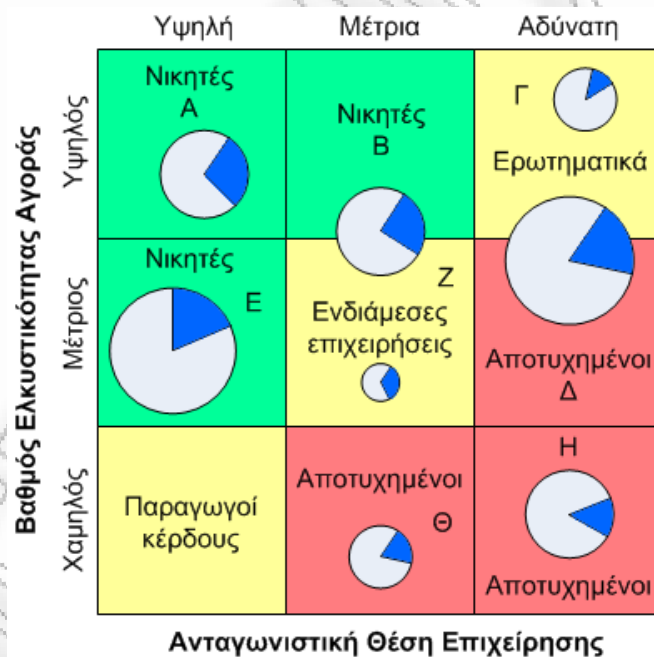 Υψηλή
Μέτρια
Αδύνατη
Βαθμός Ελκυστικότητας Αγοράς
Υψηλός
Νικητές
Α
Νικητές
Β
Γ
Ερωτηματικά
Μέτριος
Νικητές
Ε
Ζ
Ενδιάμεσες
επιχειρήσεις
Αποτυχημένοι
Δ
Χαμηλός
Παραγωγοί
κέρδους
Αποτυχημένοι
Θ
Η
Αποτυχημένοι
Ανταγωνιστική Θέση Επιχείρησης